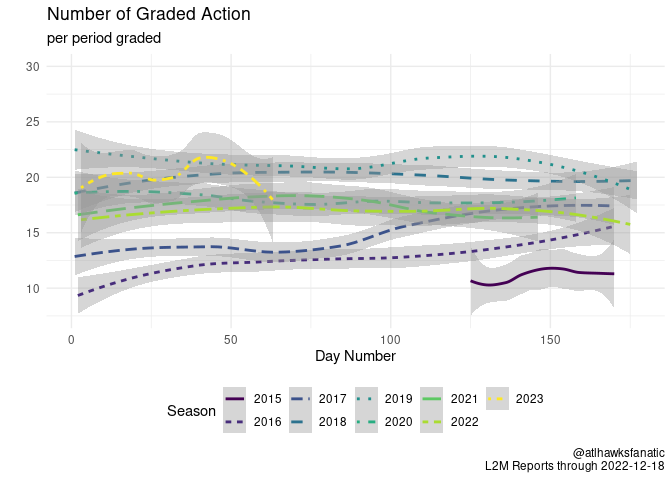 Number of Graded Action
per period graded
30
25
20
15
10
0 50 100 150
Day Number
Season
2015 2017 2019 2021 2023
2016 2018 2020 2022
@atlhawksfanatic
L2M Reports through 2022-12-18